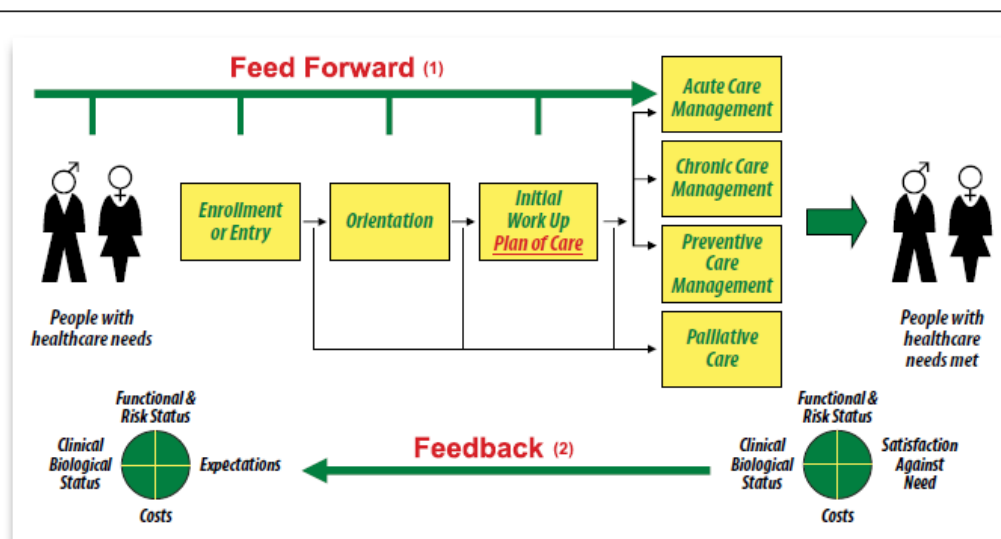 Feed Forward (1)
Acute Care
Management
Chronic Care
Management
Preventive
Care
Management
Palliative
Care
Enrollment
or Entry
Orientation
Initial
Work Up
Plan of Care
People with
healthcare needs
People with
healthcare
needs met
Functional &
Risk Status
Clinical
Biological
Status
Expectations
Costs
Feedback (2)
Functional &
Risk Status
Clinical
Biological
Status
Satisfaction
Against
Need
Costs